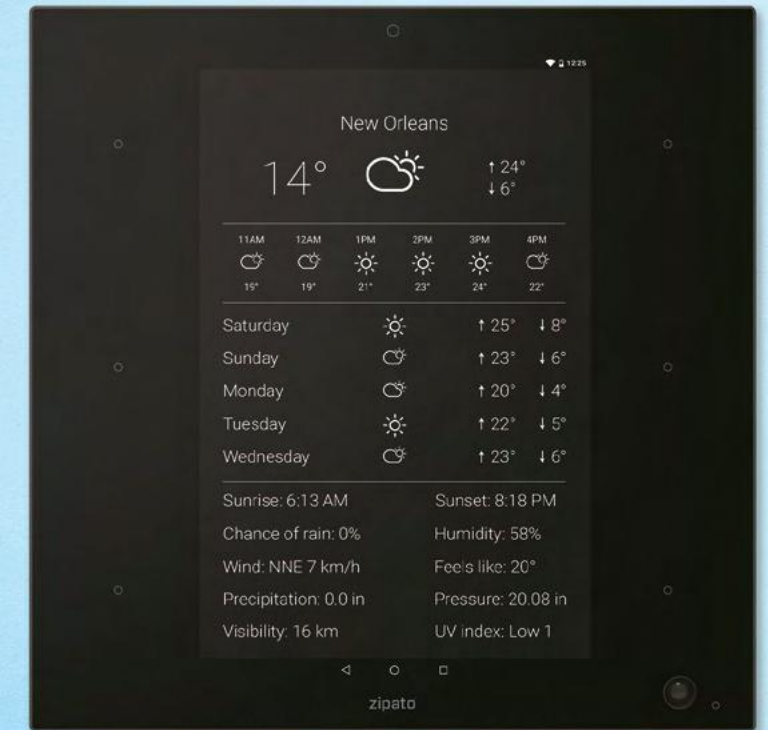 12:25
New Orleans
14° ↑ 24°
↓ 6°
11AM 12AM 1PM 2PM 3PM 4PM
19° 19° 21° 23° 24° 22°
Saturday ↑ 25° ↓ 8°
Sunday ↑ 23° ↓ 6°
Monday ↑ 20° ↓ 4°
Tuesday ↑ 22° ↓ 5°
Wednesday ↑ 23° ↓ 6°
Sunrise: 6:13 AM Sunset: 8:18 PM
Chance of rain: 0% Humidity: 58%
Wind: NNE 7 km/h Feels like: 20°
Precipitation: 0.0 in Pressure: 20.08 in
Visibility: 16 km UV index: Low 1
zipato